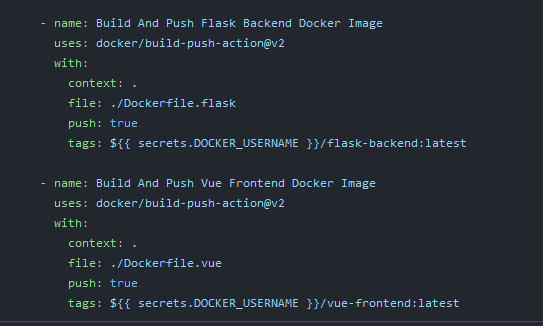 - name: Build And Push Flask Backend Docker Image
uses: docker/build-push-action@v2
with:
context: .
file: ./Dockerfile.flask
push: true
tags: ${{ secrets.DOCKER_USERNAME }}/flask-backend:latest
- name: Build And Push Vue Frontend Docker Image
uses: docker/build-push-action@v2
with:
context: .
file: ./Dockerfile.vue
push: true
tags: ${{ secrets.DOCKER_USERNAME }}/vue-frontend:latest